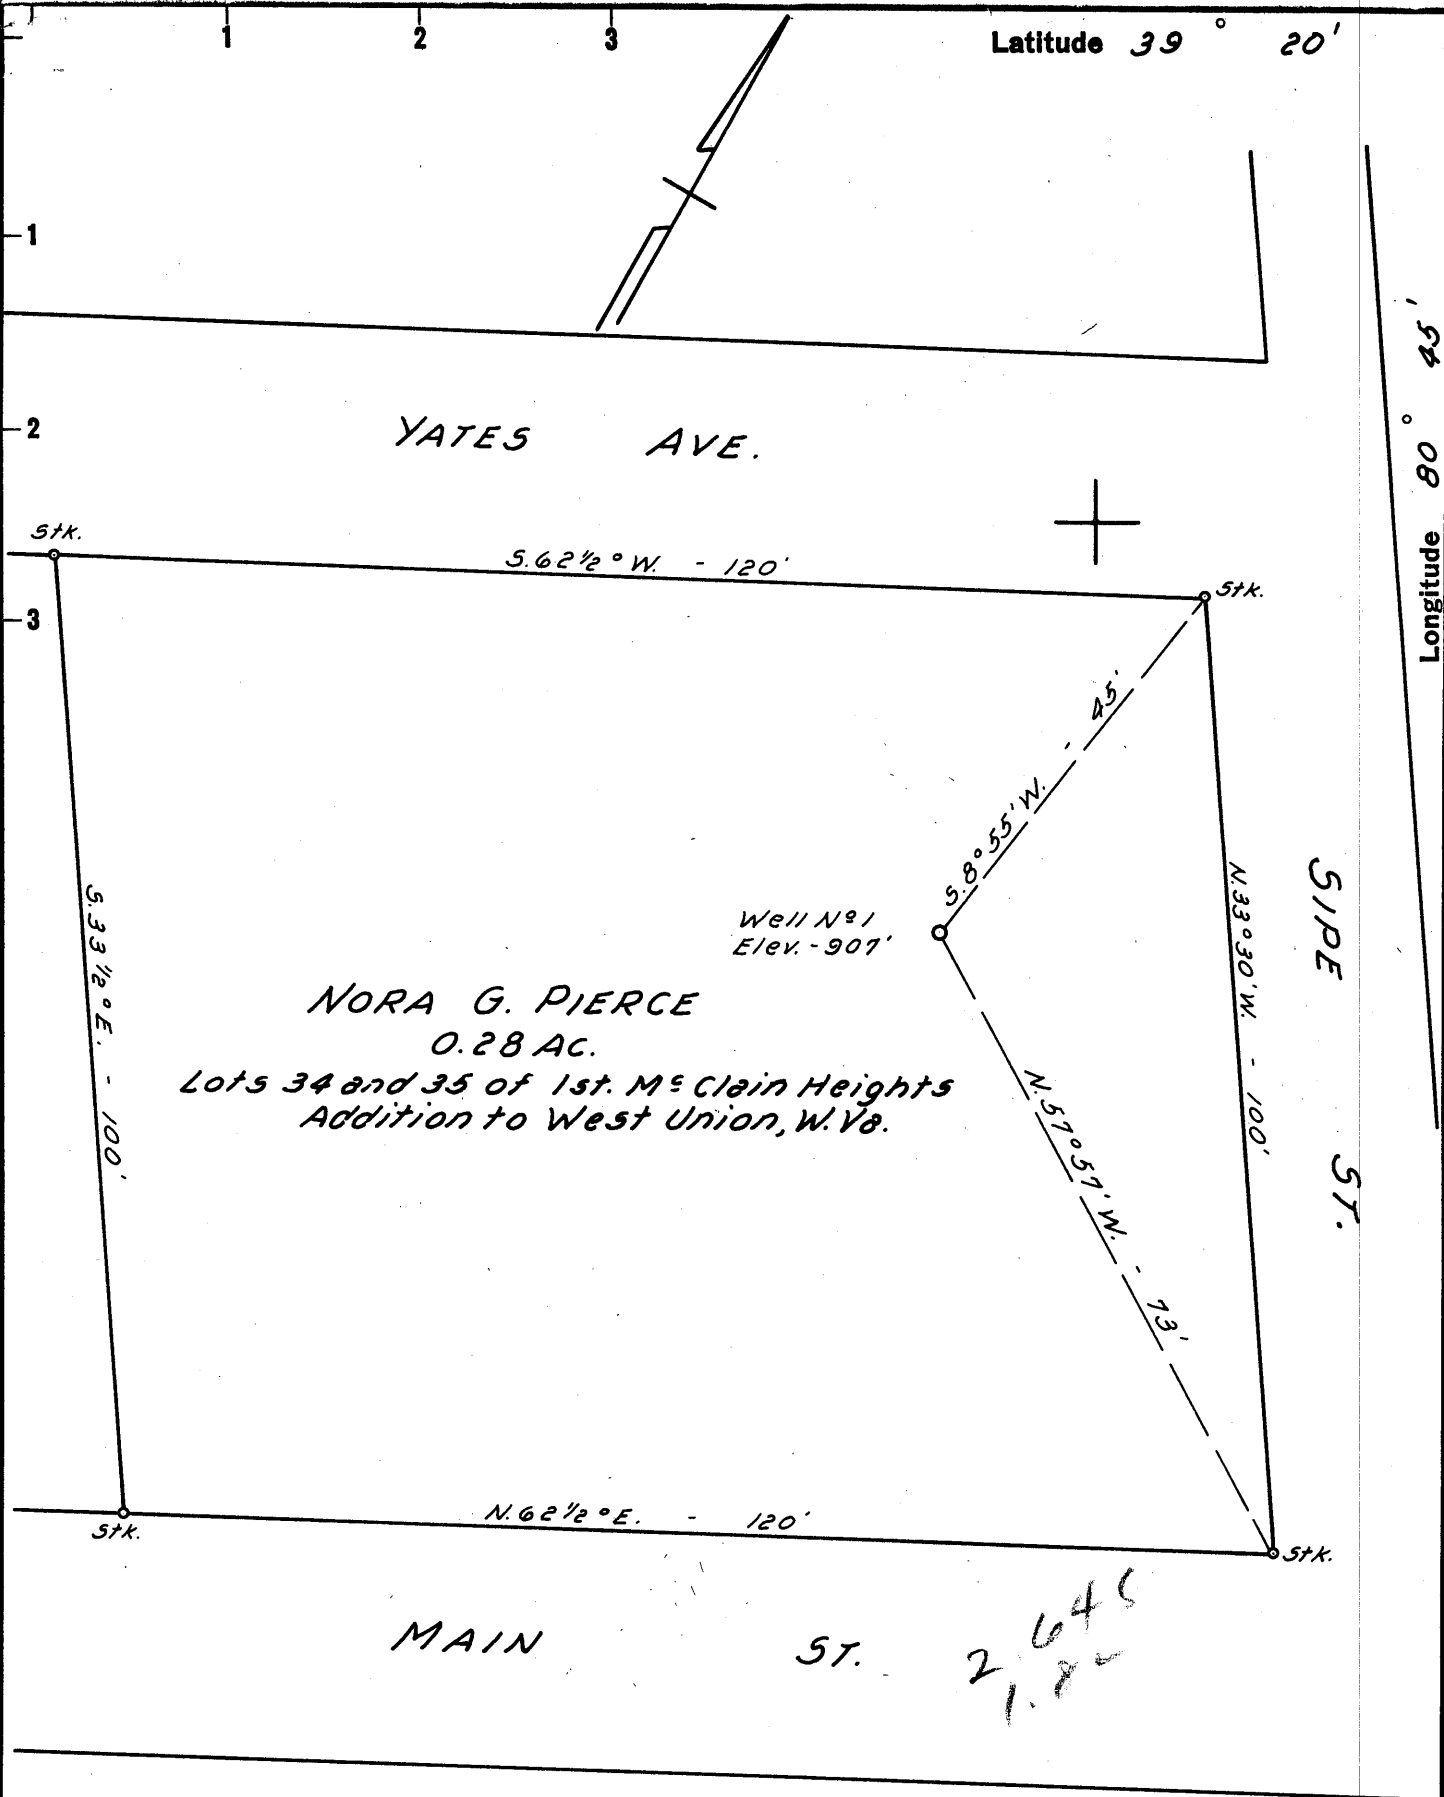 1 2 3 Latitude 39° 20'
1
2
3
Longitude 80° 45'
YATES AVE.
Stk.
S.62½°W. - 120'
Stk.
S.8°55'W. - 45'
S.33½°E. - 100'
N.33°30'W. - 100'
SIPE ST.
Well Nº 1
Elev. - 907'
NORA G. PIERCE
0.28 Ac.
Lots 34 and 35 of 1st. Mc Clain Heights
Addition to West Union, W.Va.
N.57°57'W. - 73'
N.62½°E. - 120'
Stk.
Stk.
MAIN ST.